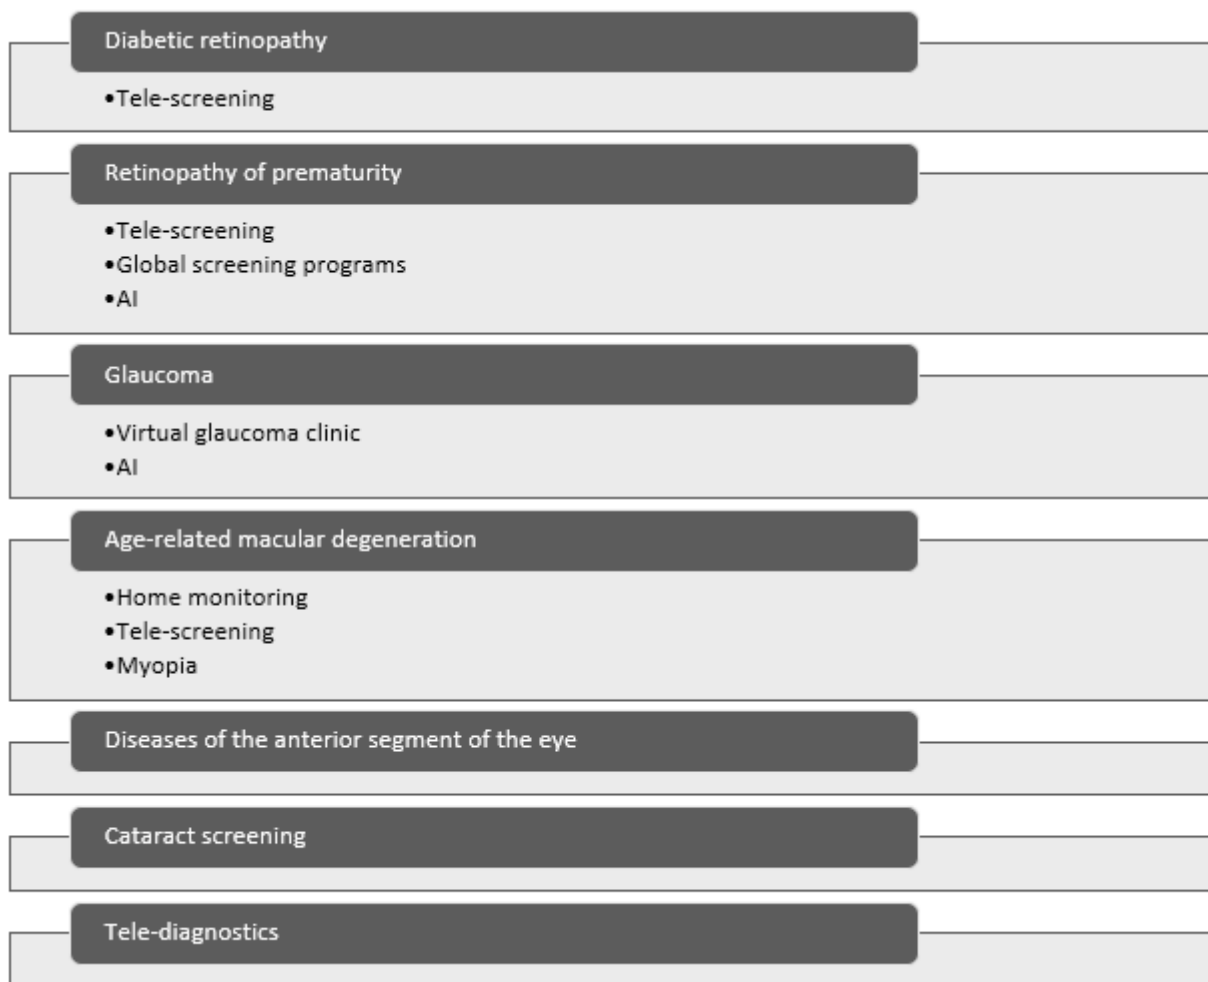 Diabetic retinopathy
•Tele-screening
Retinopathy of prematurity
•Tele-screening
•Global screening programs
•AI
Glaucoma
•Virtual glaucoma clinic
•AI
Age-related macular degeneration
•Home monitoring
•Tele-screening
•Myopia
Diseases of the anterior segment of the eye
Cataract screening
Tele-diagnostics